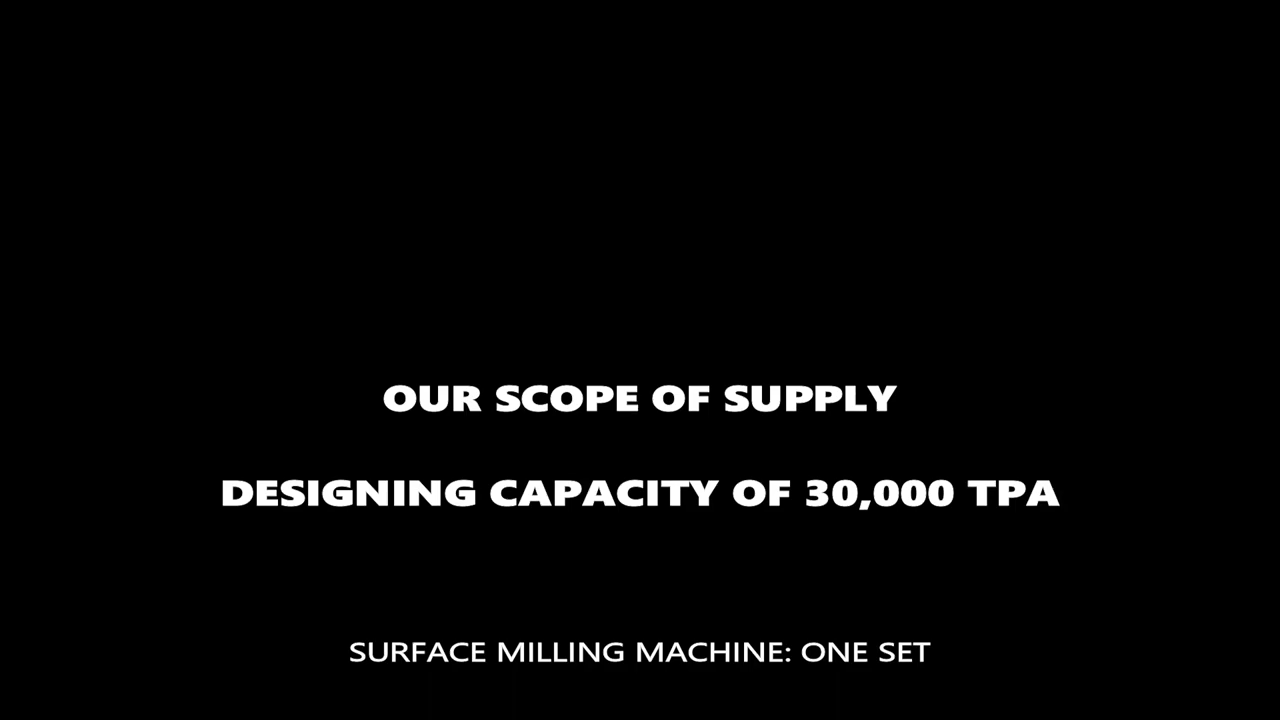 OUR SCOPE OF SUPPLY
DESIGNING CAPACITY OF 30,000 TPA
SURFACE MILLING MACHINE: ONE SET